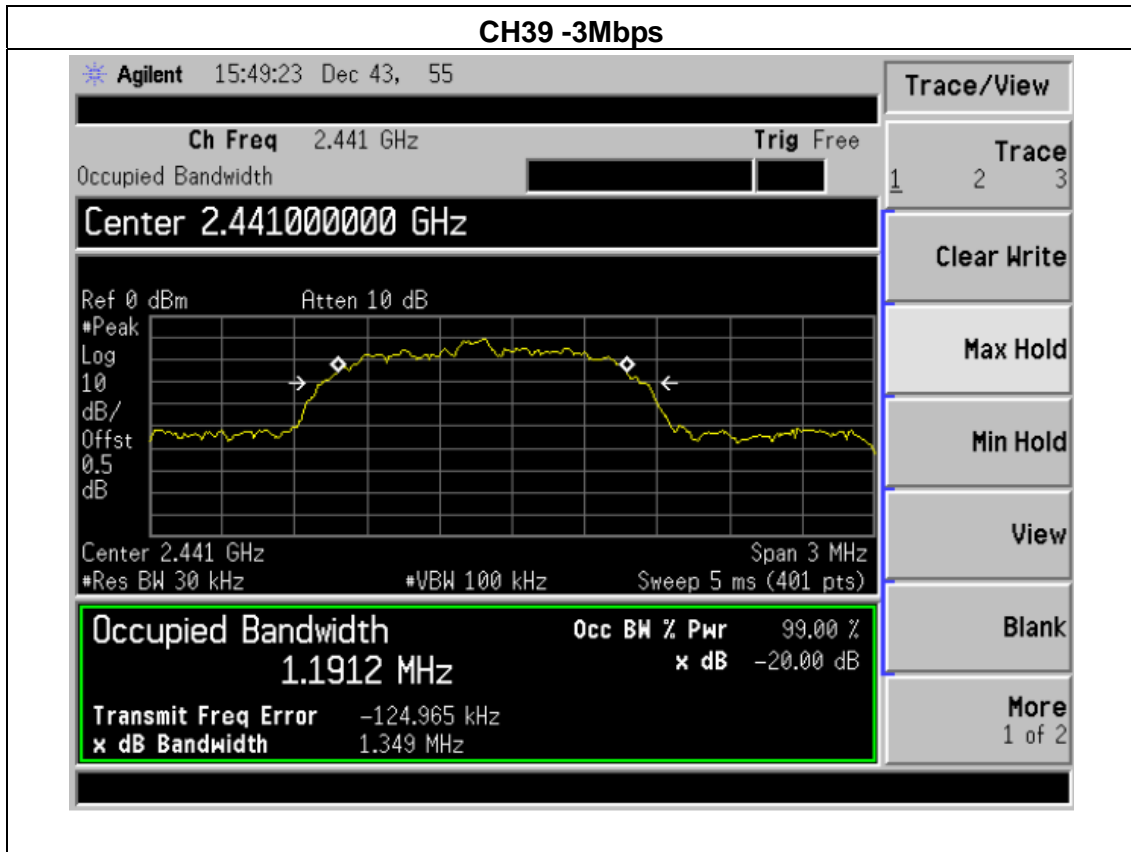 CH39 -3Mbps
Agilent 15:49:23 Dec 43, 55
Trace/View
Ch Freq 2.441 GHz Trig Free
Occupied Bandwidth
Trace
1 2 3
Center 2.441000000 GHz
Clear Write
Ref 0 dBm Atten 10 dB
#Peak
Log
10
dB/
Offst
0.5
dB
Max Hold
Min Hold
View
Center 2.441 GHz Span 3 MHz
#Res BW 30 kHz #VBW 100 kHz Sweep 5 ms (401 pts)
Occupied Bandwidth Occ BW % Pwr 99.00 %
1.1912 MHz x dB -20.00 dB
Blank
Transmit Freq Error -124.965 kHz
x dB Bandwidth 1.349 MHz
More
1 of 2